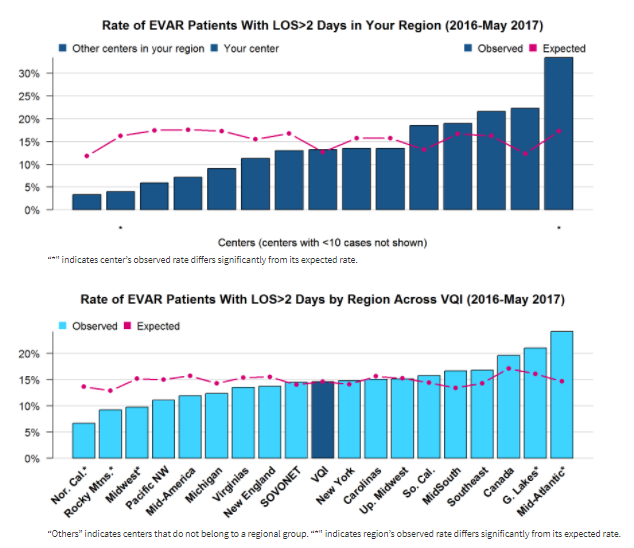 Rate of EVAR Patients With LOS>2 Days in Your Region (2016-May 2017)
Other centers in your region Your center Observed Expected
30%
25%
20%
15%
10%
5%
0%
* *
Centers (centers with <10 cases not shown)
"*" indicates center's observed rate differs significantly from its expected rate.
Rate of EVAR Patients With LOS>2 Days by Region Across VQI (2016-May 2017)
Observed Expected
20%
15%
10%
5%
0%
Nor. Cal.*
Rocky Mtns.*
Midwest*
Pacific NW
Mid-America
Michigan
Virginias
New England
SOVONET
VQI
New York
Carolinas
Up. Midwest
So. Cal.
MidSouth
Southeast
Canada
G. Lakes*
Mid-Atlantic*
"Others" indicates centers that do not belong to a regional group. "*" indicates region's observed rate differs significantly from its expected rate.